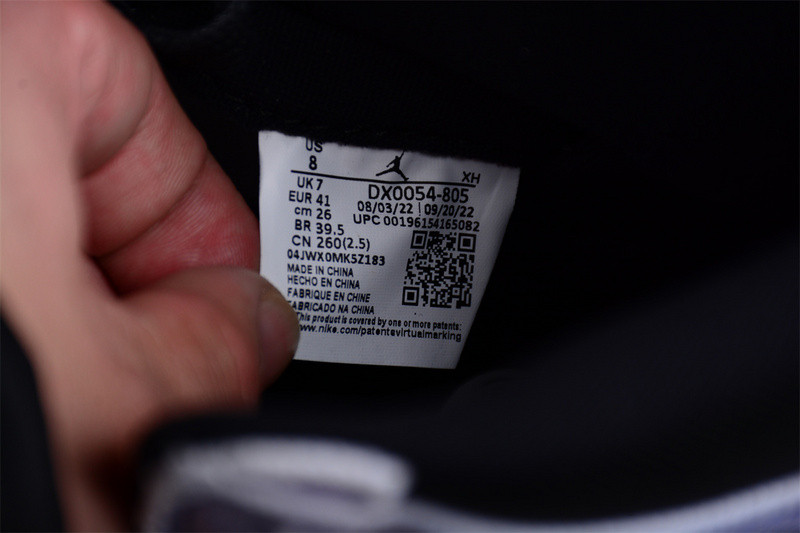 US
8
XH
UK 7
DX0054-805
EUR 41
08/03/22 | 09/20/22
cm 26
UPC 00196154165082
BR 39.5
CN 260(2.5)
04JWX0MK5Z183
MADE IN CHINA
HECHO EN CHINA
FABRIQUE EN CHINE
FABRICADO NA CHINA
This product is covered by one or more patents:
www.nike.com/patentsvirtualmarking